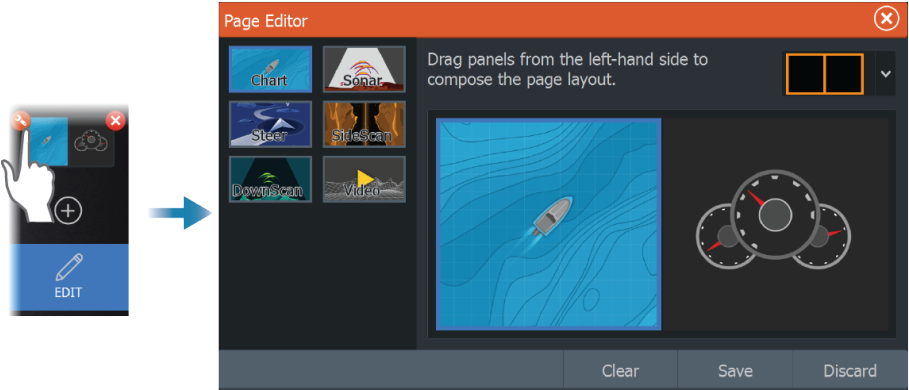 Page Editor
Chart
Sonar
Steer
SideScan
DownScan
Video
Drag panels from the left-hand side to
compose the page layout.
EDIT
Clear
Save
Discard